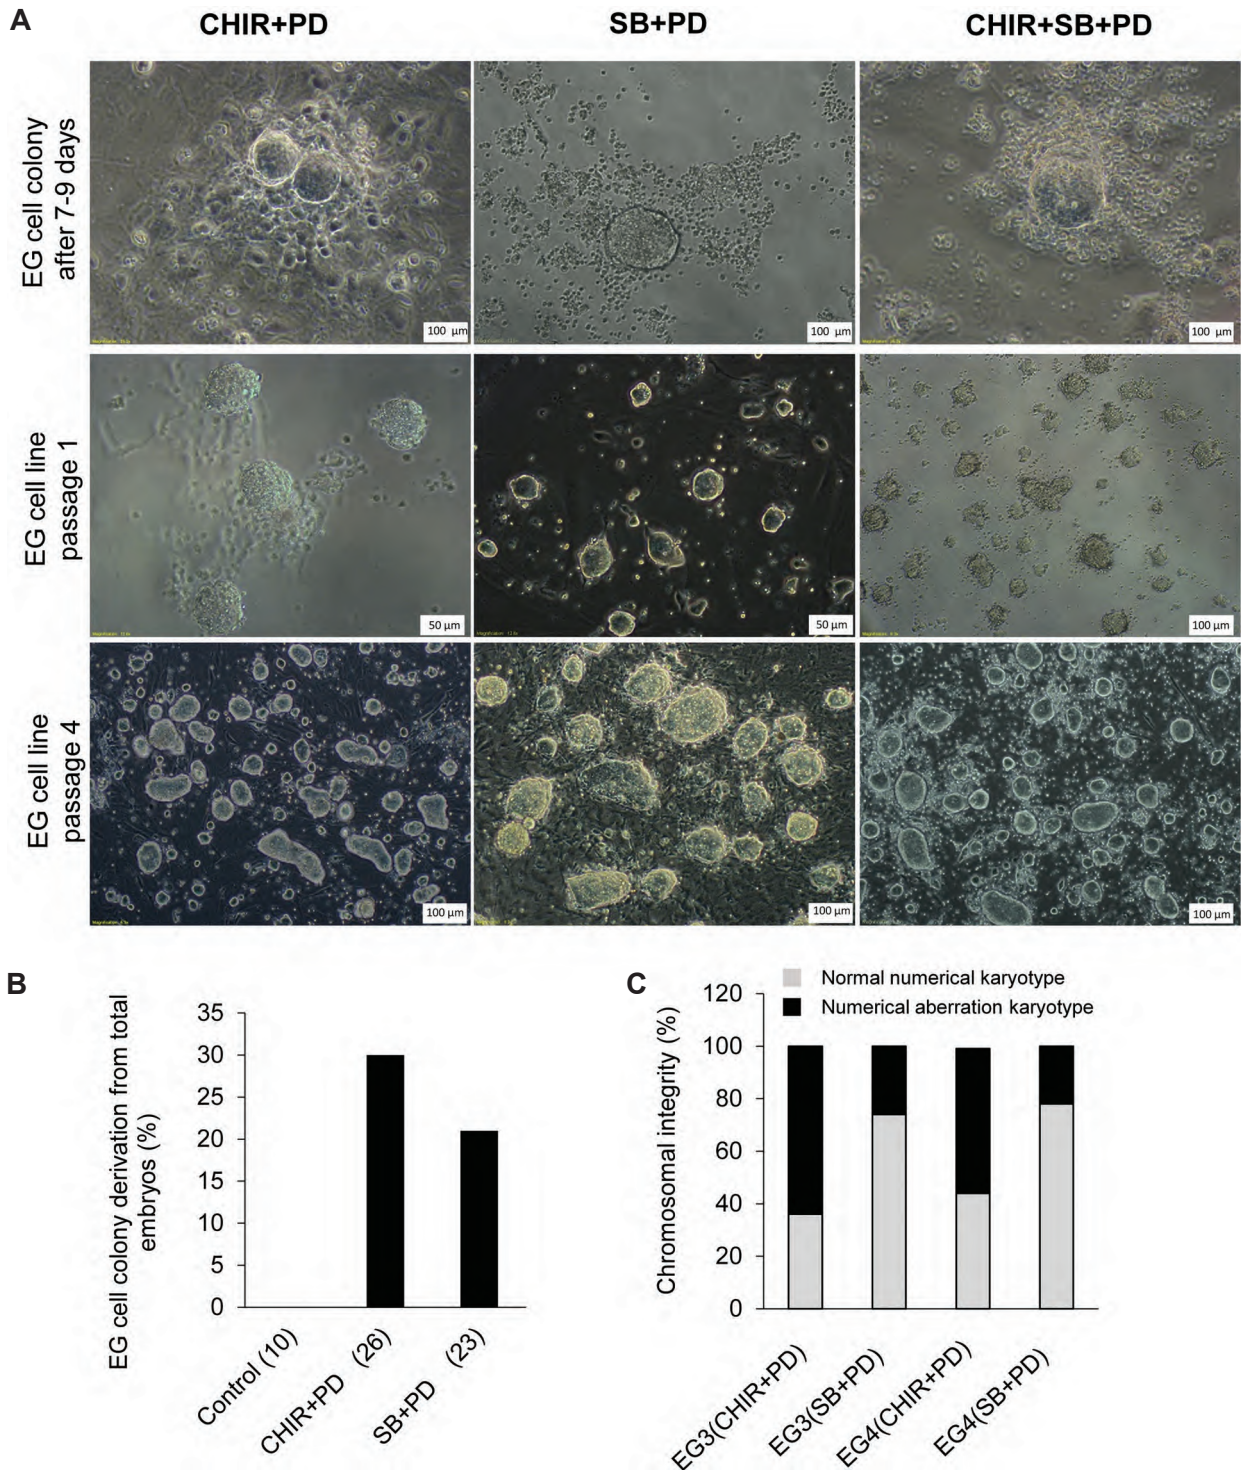 A
CHIR+PD
SB+PD
CHIR+SB+PD
EG cell colony
after 7-9 days
100 µm
100 µm
100 µm
EG cell line
passage 1
50 µm
50 µm
100 µm
EG cell line
passage 4
100 µm
100 µm
100 µm
B
EG cell colony derivation from total
embryos (%)
35
30
25
20
15
10
5
0
Control (10)
CHIR+PD (26)
SB+PD (23)
C
Normal numerical karyotype
Numerical aberration karyotype
Chromosomal integrity (%)
120
100
80
60
40
20
0
EG3(CHIR+PD)
EG3(SB+PD)
EG4(CHIR+PD)
EG4(SB+PD)